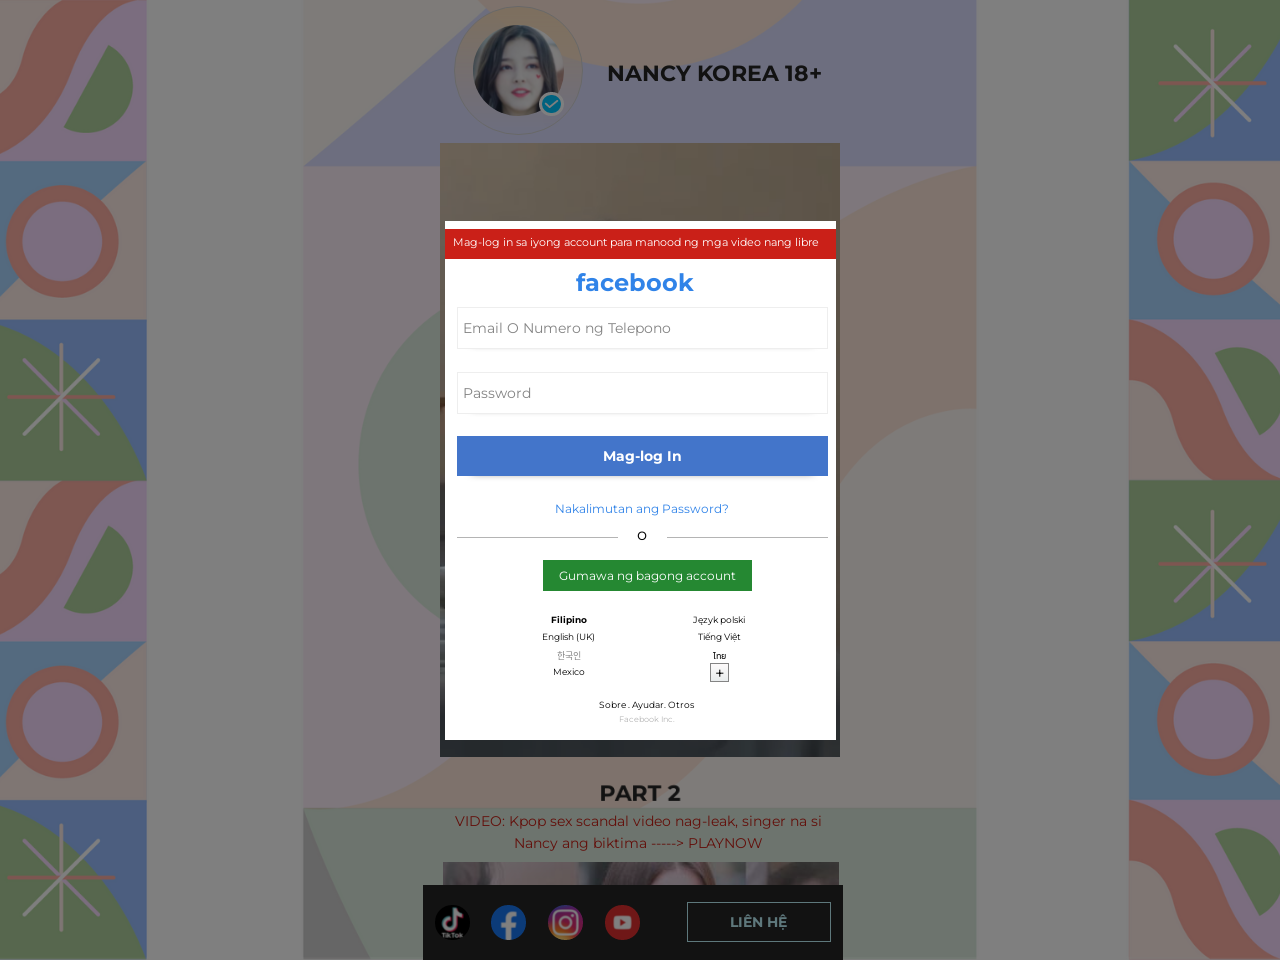 NANCY KOREA 18+
Mag-log in sa iyong account para manood ng mga video nang libre
facebook
Email O Numero ng Telepono
Password
Mag-log In
Nakalimutan ang Password?
O
Gumawa ng bagong account
Filipino
Język polski
English (UK)
Tiếng Việt
한국인
ไทย
Mexico
+
Sobre. Ayudar. Otros
Facebook Inc.
PART 2
VIDEO: Kpop sex scandal video nag-leak, singer na si
Nancy ang biktima -----> PLAYNOW
TikTok
LIÊN HỆ